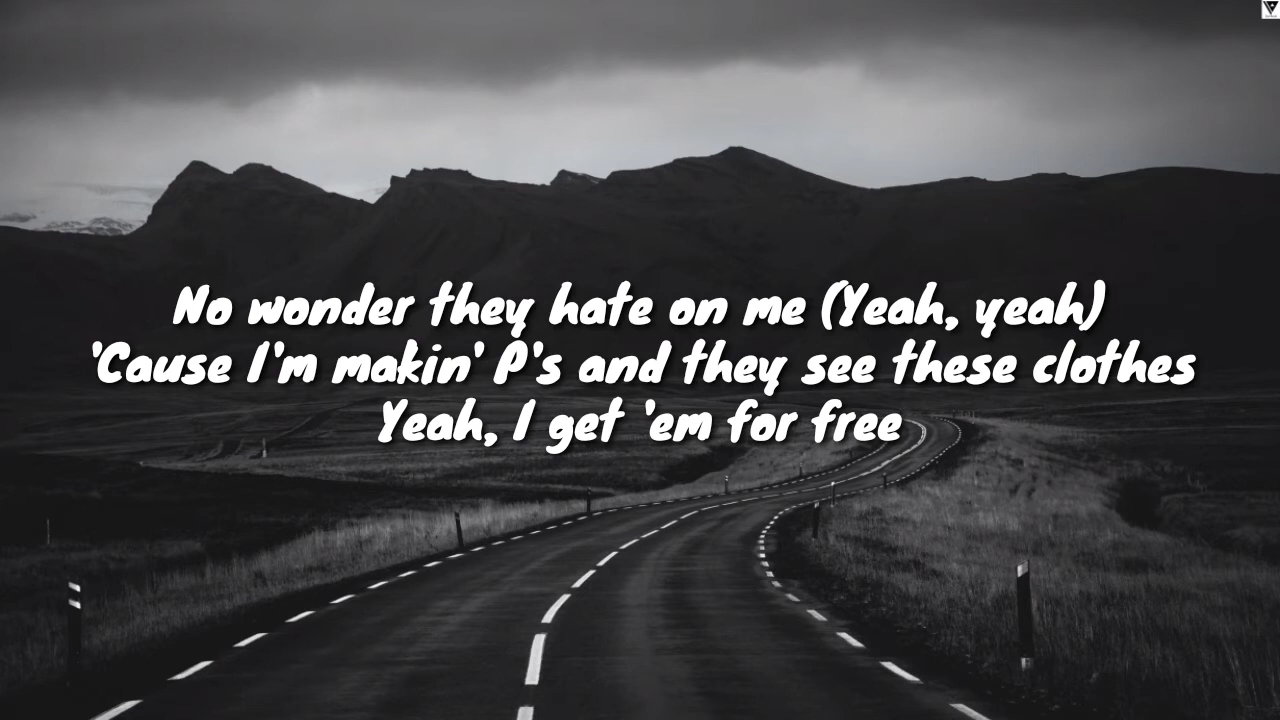 No wonder they hate on me (Yeah, yeah)
'Cause I'm makin' P's and they see these clothes
Yeah, I get 'em for free